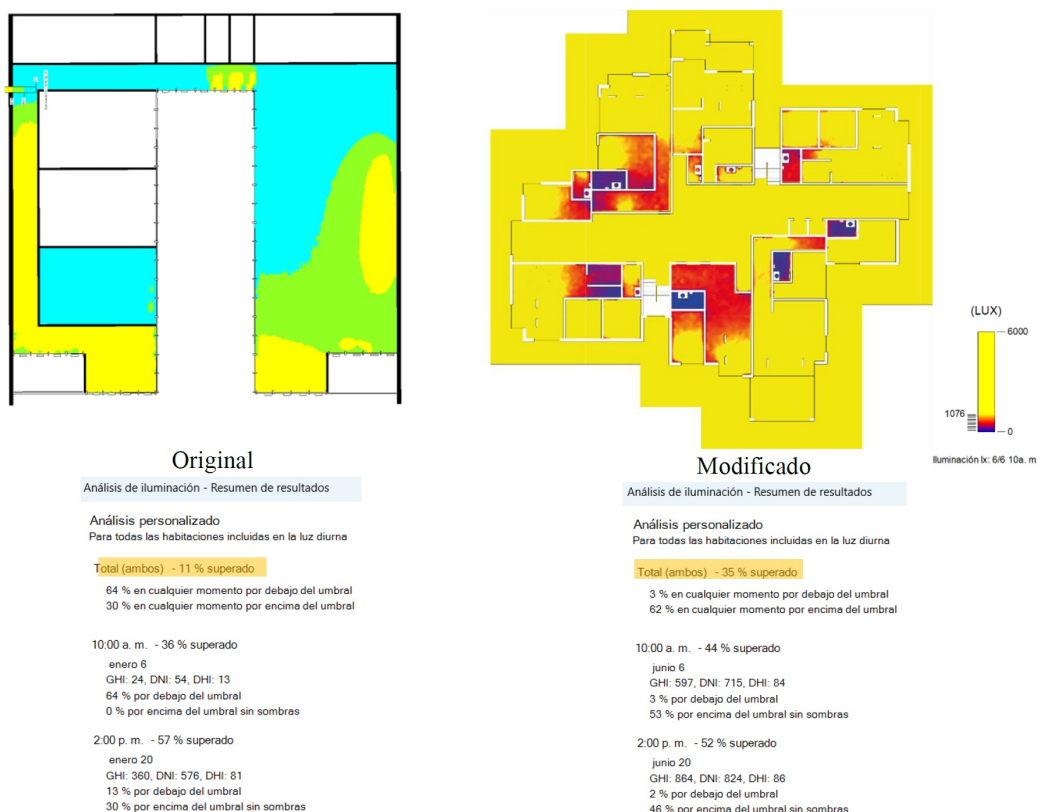 (LUX)
6000
1076
0
Iluminación lx: 6/6 10a. m
Original
Análisis de iluminación - Resumen de resultados
Análisis personalizado
Para todas las habitaciones incluidas en la luz diurna
Total (ambos) - 11 % superado
64 % en cualquier momento por debajo del umbral
30 % en cualquier momento por encima del umbral
10:00 a. m. - 36 % superado
enero 6
GHI: 24, DNI: 54, DHI: 13
64 % por debajo del umbral
0 % por encima del umbral sin sombras
2:00 p. m. - 57 % superado
enero 20
GHI: 360, DNI: 576, DHI: 81
13 % por debajo del umbral
30 % por encima del umbral sin sombras
Modificado
Análisis de iluminación - Resumen de resultados
Análisis personalizado
Para todas las habitaciones incluidas en la luz diurna
Total (ambos) - 35 % superado
3 % en cualquier momento por debajo del umbral
62 % en cualquier momento por encima del umbral
10:00 a. m. - 44 % superado
junio 6
GHI: 597, DNI: 715, DHI: 84
3 % por debajo del umbral
53 % por encima del umbral sin sombras
2:00 p. m. - 52 % superado
junio 20
GHI: 864, DNI: 824, DHI: 86
2 % por debajo del umbral
46 % por encima del umbral sin sombras